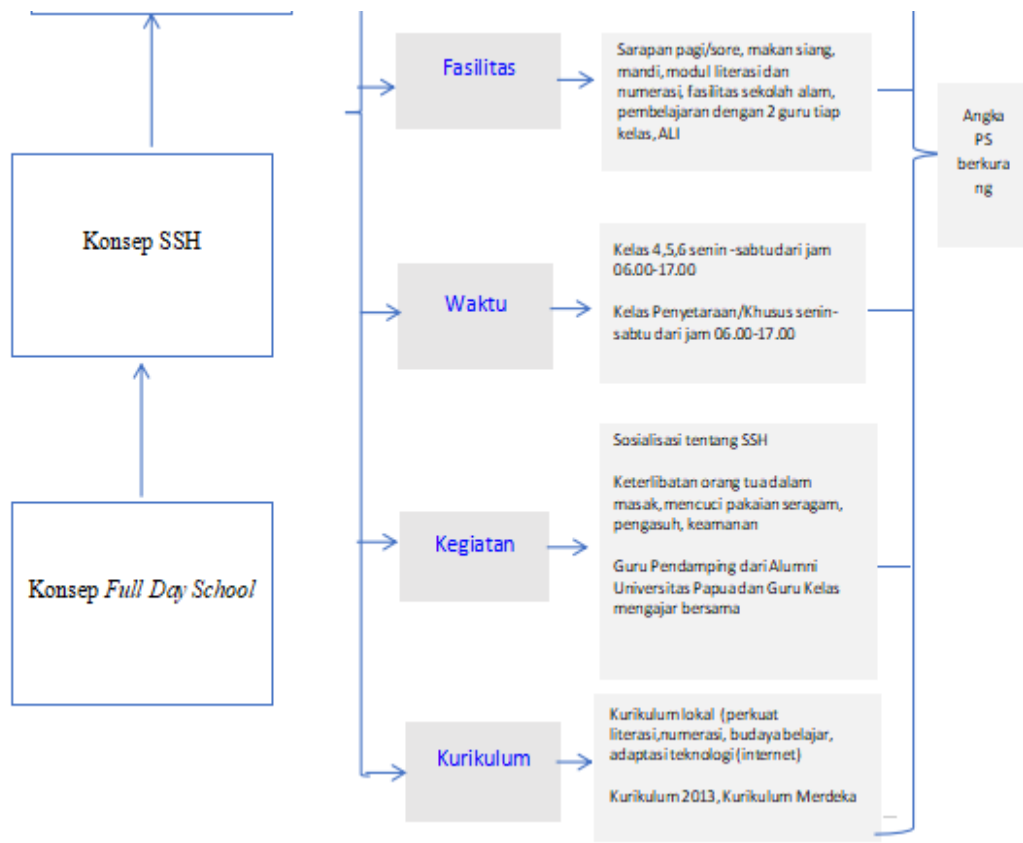 Fasilitas
Sarapan pagi/sore, makan siang,
mandi, modul literasi dan
numerasi, fasilitas sekolah alam,
pembelajaran dengan 2 guru tiap
kelas, ALI
Angka
PS
berkura
ng
Konsep SSH
Waktu
Kelas 4,5,6 senin -sabtu dari jam
06.00-17.00
Kelas Penyetaraan/Khusus senin-
sabtu dari jam 06.00-17.00
Konsep Full Day School
Kegiatan
Sosialisasi tentang SSH
Keterlibatan orang tua dalam
masak, mencuci pakaian seragam,
pengasuh, keamanan
Guru Pendamping dari Alumni
Universitas Papua dan Guru Kelas
mengajar bersama
Kurikulum
Kurikulum lokal (perkuat
literasi,numerasi, budaya belajar,
adaptasi teknologi (internet)
Kurikulum 2013, Kurikulum Merdeka